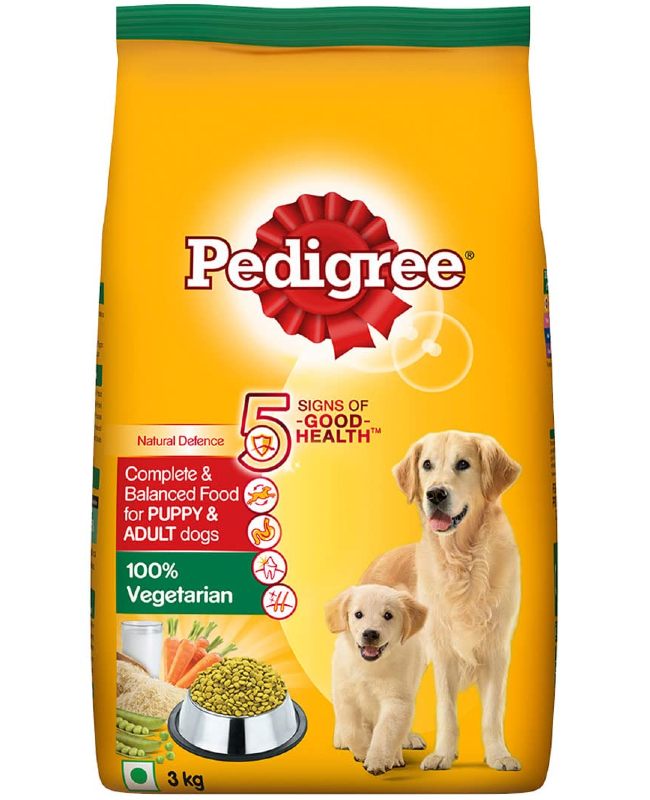 Pedigree®
5 SIGNS OF
-GOOD-
HEALTH™
Natural Defence
Complete &
Balanced Food
for PUPPY &
ADULT dogs
100%
Vegetarian
3 kg